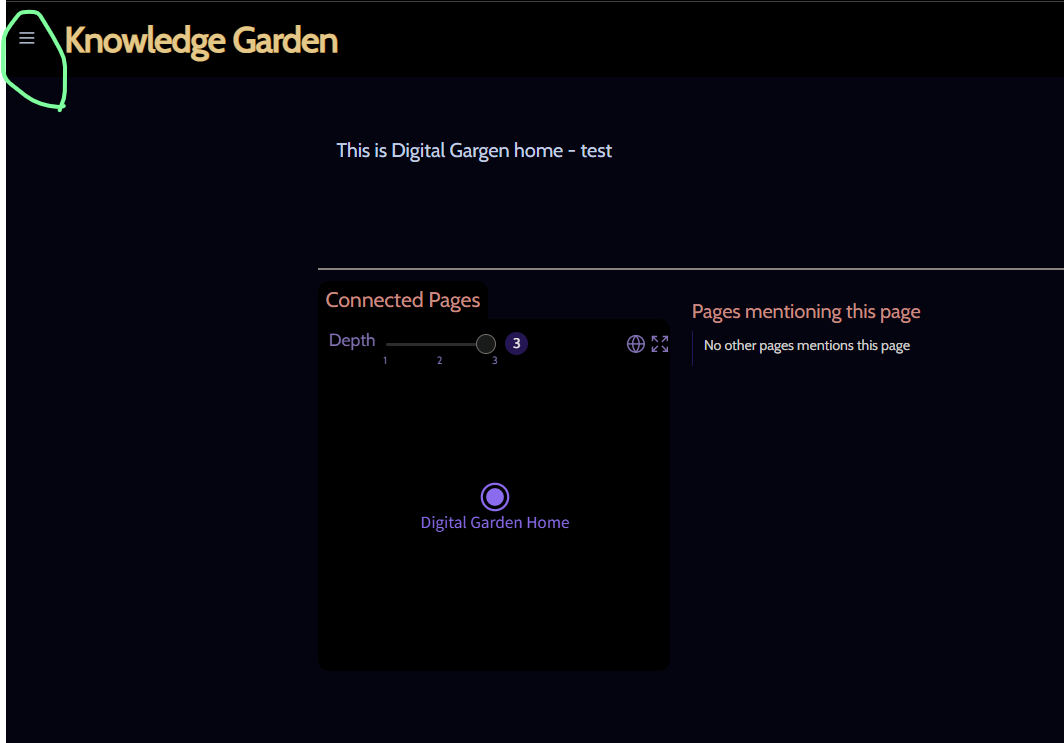 Knowledge Garden
This is Digital Gargen home - test
Connected Pages
Depth 3
1 2 3
Pages mentioning this page
No other pages mentions this page
Digital Garden Home